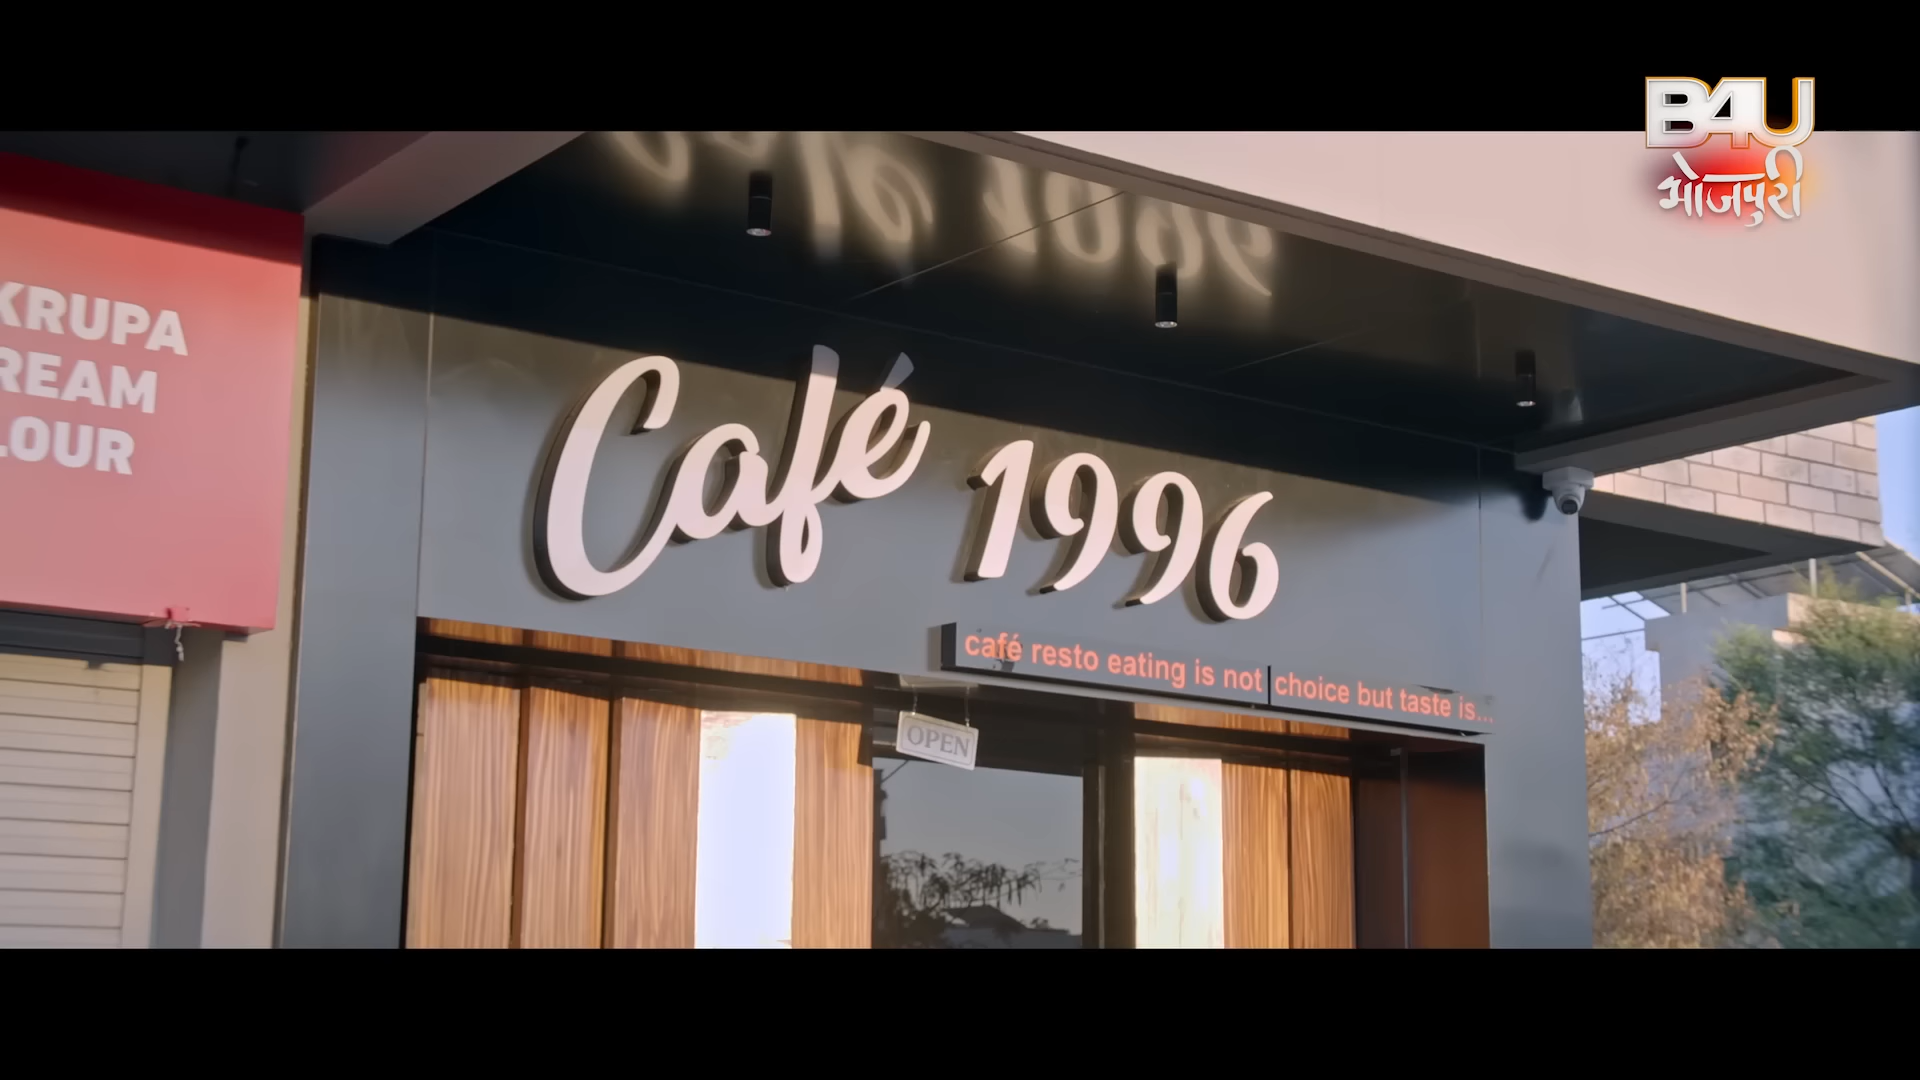 B4U
भोजपुरी
KRUPA
REAM
LOUR
Café 1996
café resto eating is not choice but taste is...
OPEN